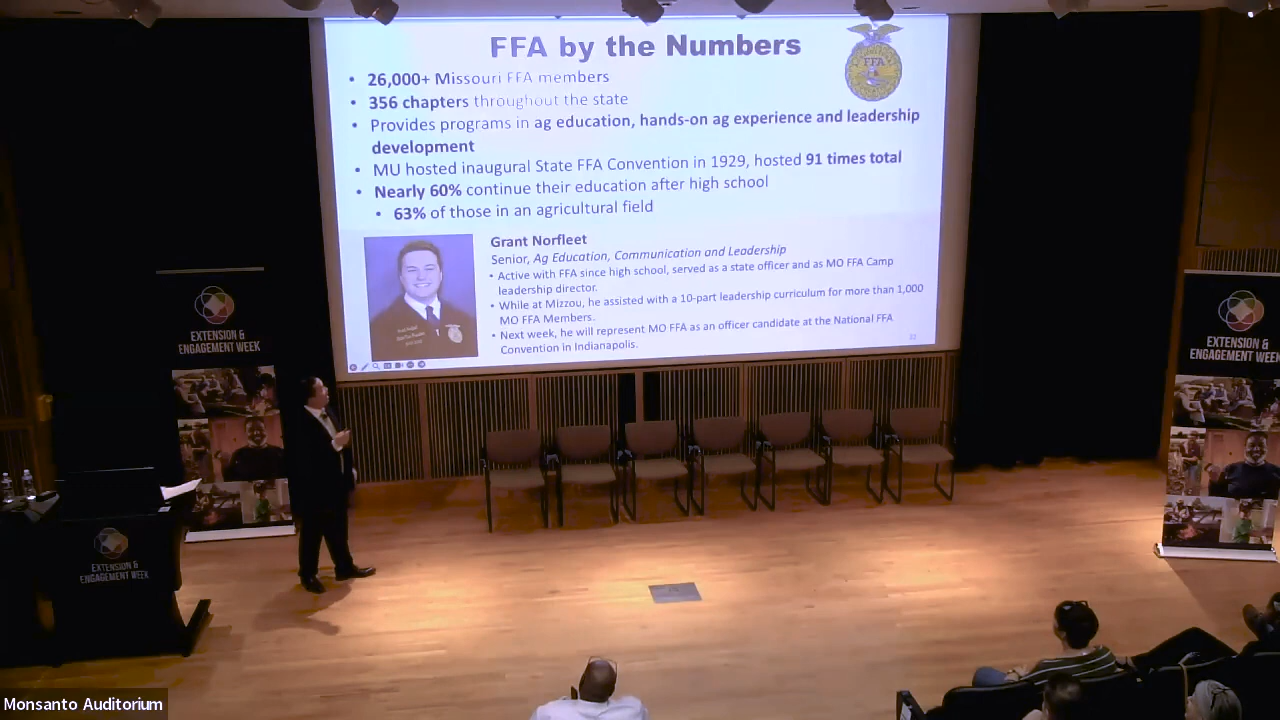 FFA by the Numbers
FFA
• 26,000+ Missouri FFA members
• 356 chapters throughout the state
• Provides programs in ag education, hands-on ag experience and leadership
development
• MU hosted inaugural State FFA Convention in 1929, hosted 91 times total
• Nearly 60% continue their education after high school
• 63% of those in an agricultural field
Grant Norfleet
Senior, Ag Education, Communication and Leadership
• Active with FFA since high school, served as a state officer and as MO FFA Camp
leadership director.
• While at Mizzou, he assisted with a 10-part leadership curriculum for more than 1,000
MO FFA Members.
• Next week, he will represent MO FFA as an officer candidate at the National FFA
Convention in Indianapolis.
EXTENSION &
ENGAGEMENT WEEK
EXTENSION &
ENGAGEMENT WEEK
EXTENSION &
ENGAGEMENT WEEK
Monsanto Auditorium